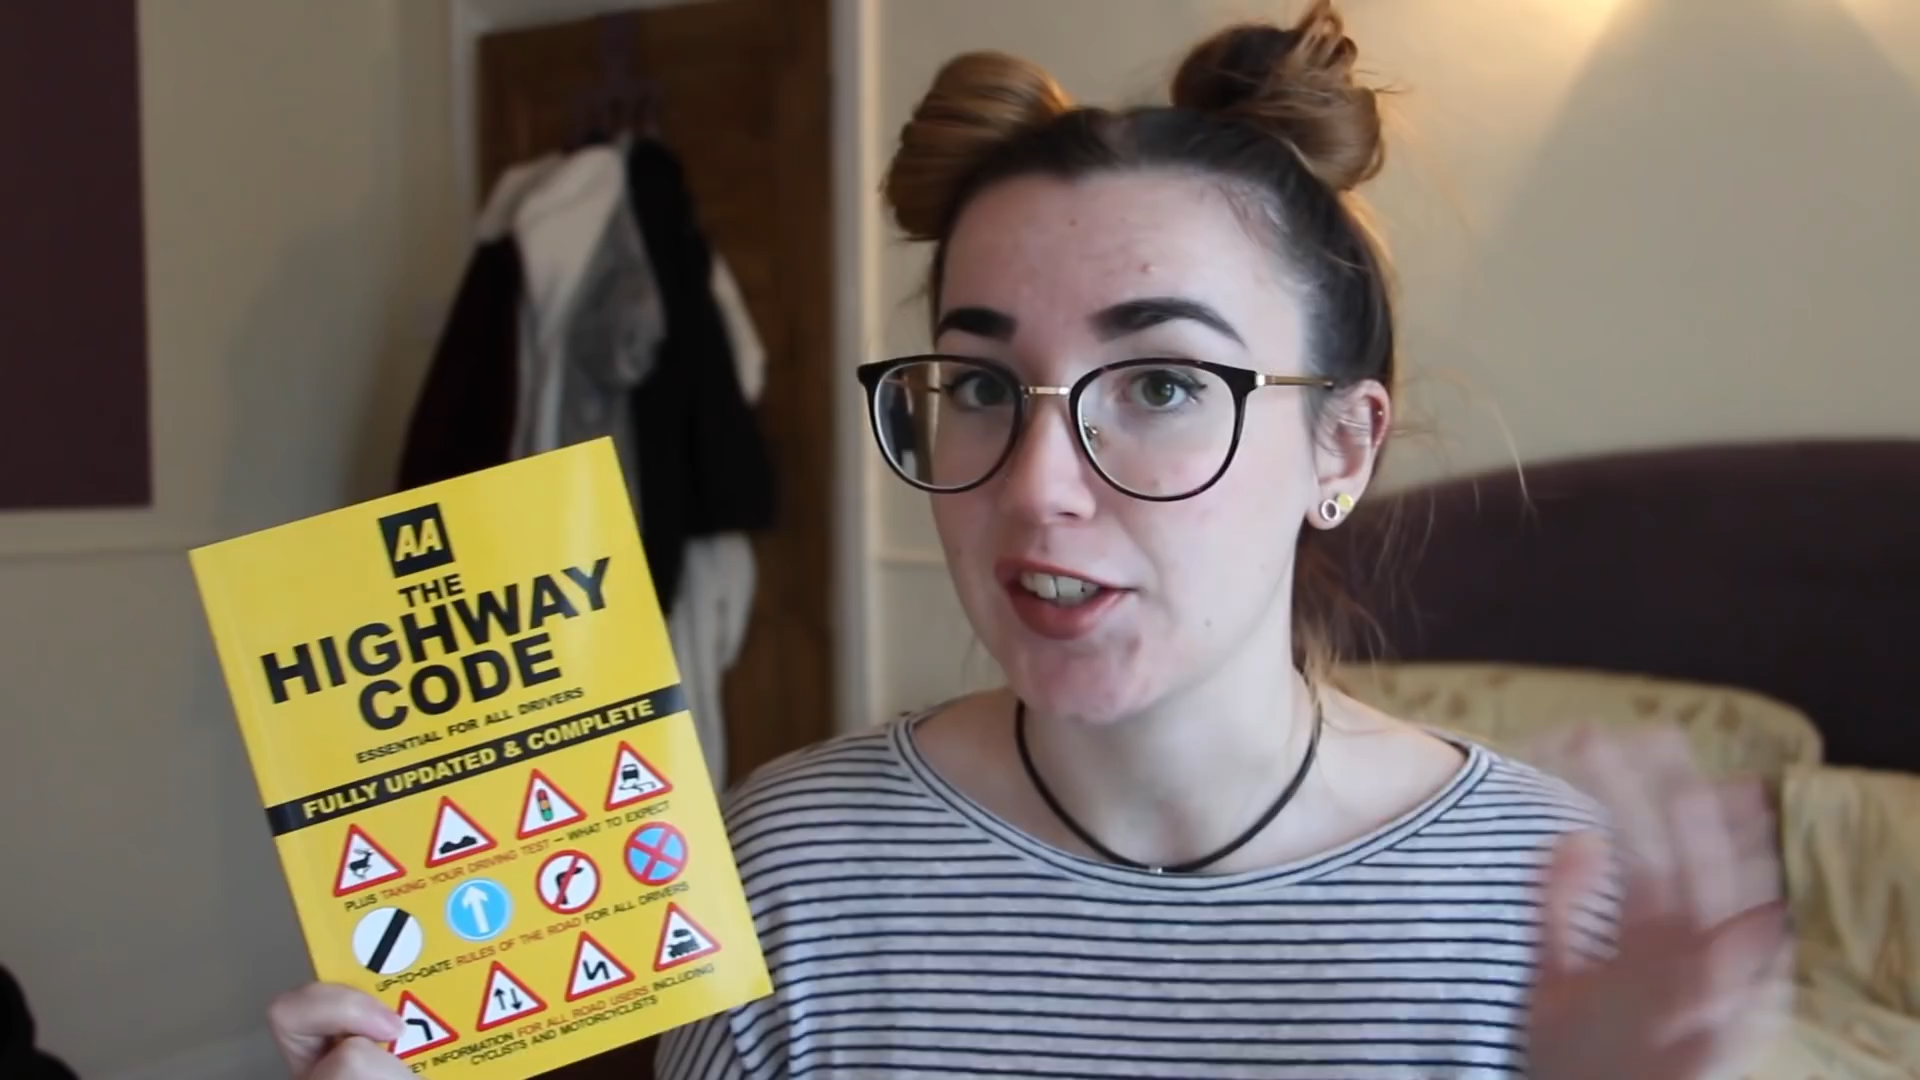 AA
THE
HIGHWAY
CODE
ESSENTIAL FOR ALL DRIVERS
FULLY UPDATED & COMPLETE
PLUS TAKING YOUR DRIVING TEST – WHAT TO EXPECT
UP-TO-DATE RULES OF THE ROAD FOR ALL DRIVERS
INFORMATION FOR ALL ROAD USERS INCLUDING
CYCLISTS AND MOTORCYCLISTS